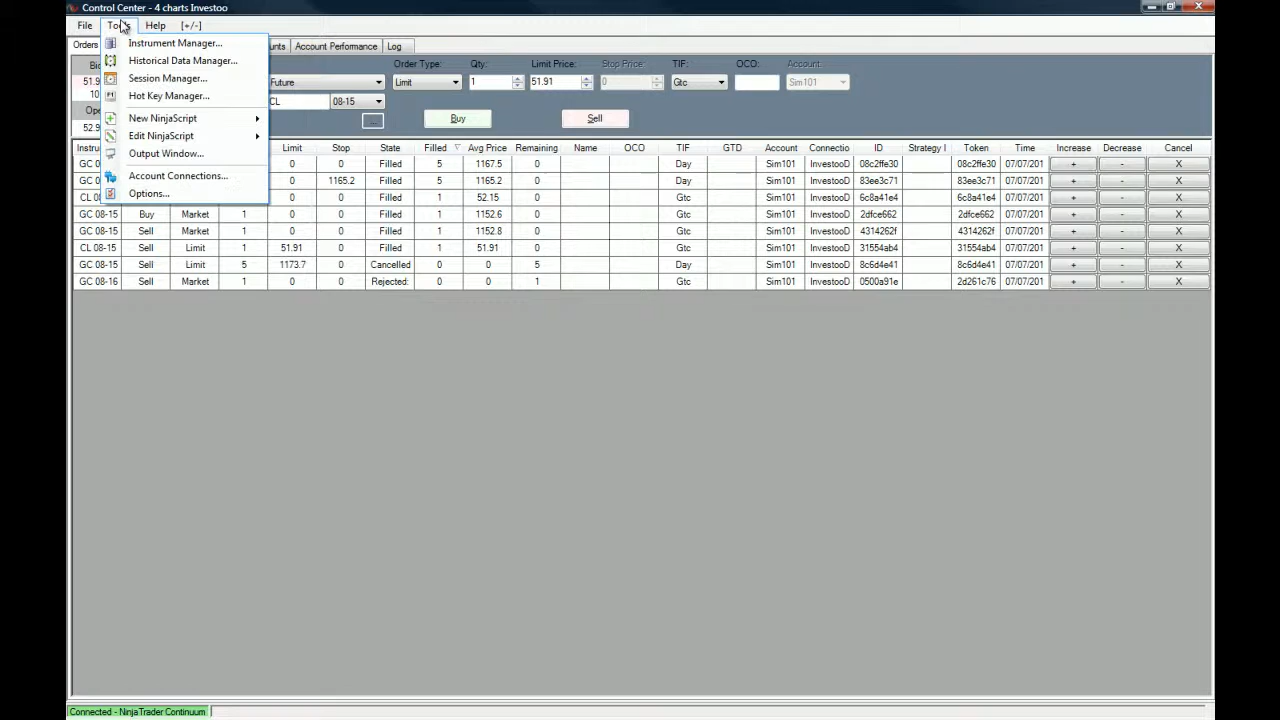 Control Center - 4 charts Investoo
File Tools Help [+/-]
Orders Account Performance Log
Instrument Manager...
Historical Data Manager...
Session Manager...
Hot Key Manager...
New NinjaScript
Edit NinjaScript
Output Window...
Account Connections...
Options...
Order Type: Qty: Limit Price: Stop Price: TIF: OCO: Account:
Future Limit 1 51.91 0 Gtc Sim101
CL 08-15
... Buy Sell
Limit Stop State Filled Avg Price Remaining Name OCO TIF GTD Account Connectio ID Strategy I Token Time Increase Decrease Cancel
GC 0 0 0 Filled 5 1167.5 0 Day Sim101 InvestooD 08c2ffe30 08c2ffe30 07/07/201 + - X
GC 0 0 1165.2 Filled 5 1165.2 0 Day Sim101 InvestooD 83ee3c71 83ee3c71 07/07/201 + - X
CL 08 0 0 Filled 1 52.15 0 Gtc Sim101 InvestooD 6c8a41e4 6c8a41e4 07/07/201 + - X
GC 08-15 Buy Market 1 0 0 Filled 1 1152.6 0 Gtc Sim101 InvestooD 2dfce662 2dfce662 07/07/201 + - X
GC 08-15 Sell Market 1 0 0 Filled 1 1152.8 0 Gtc Sim101 InvestooD 4314262f 4314262f 07/07/201 + - X
CL 08-15 Sell Limit 1 51.91 0 Filled 1 51.91 0 Gtc Sim101 InvestooD 31554ab4 31554ab4 07/07/201 + - X
GC 08-15 Sell Limit 5 1173.7 0 Cancelled 0 0 5 Day Sim101 InvestooD 8c6d4e41 8c6d4e41 07/07/201 + - X
GC 08-16 Sell Market 1 0 0 Rejected: 0 0 1 Gtc Sim101 InvestooD 0500a91e 2d261c76 07/07/201 + - X
Connected - NinjaTrader Continuum